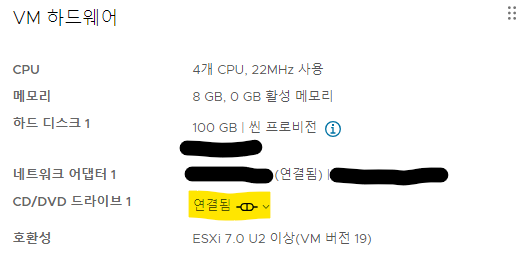 VM 하드웨어
CPU 4개 CPU, 22MHz 사용
메모리 8 GB, 0 GB 활성 메모리
하드 디스크 1 100 GB | 씬 프로비전
네트워크 어댑터 1 (연결됨) |
CD/DVD 드라이브 1 연결됨
호환성 ESXi 7.0 U2 이상(VM 버전 19)